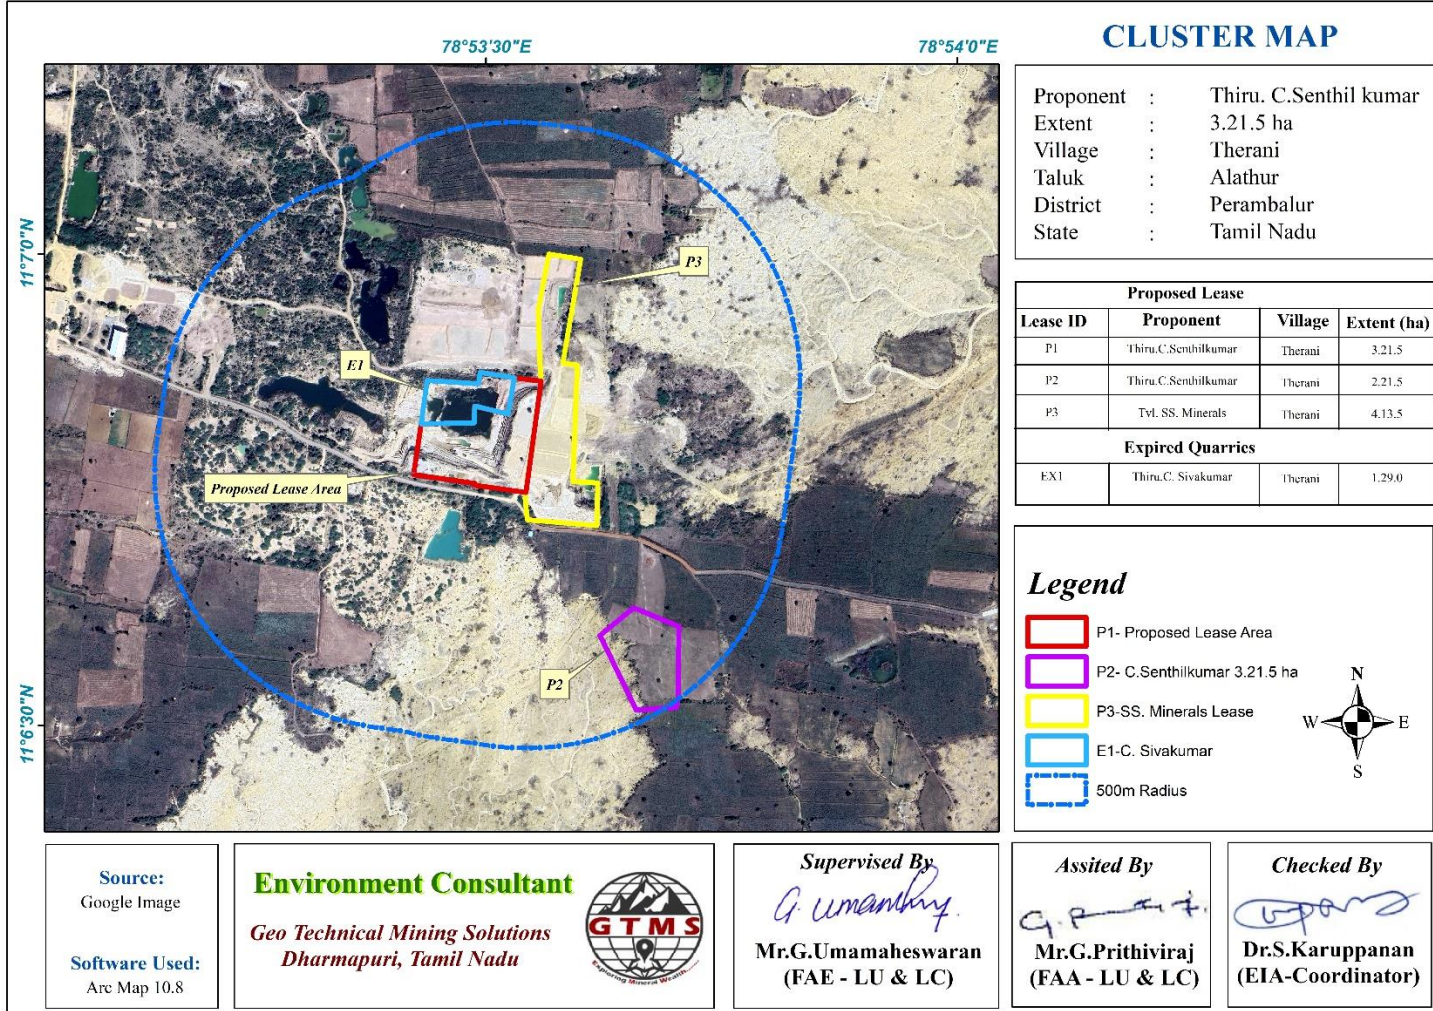 CLUSTER MAP
78°53'30"E
78°54'0"E
11°7'0"N
11°6'30"N
P3
E1
Proposed Lease Area
P2
Proponent : Thiru. C.Senthil kumar
Extent : 3.21.5 ha
Village : Therani
Taluk : Alathur
District : Perambalur
State : Tamil Nadu
Proposed Lease
Lease ID Proponent Village Extent (ha)
P1 Thiru.C.Senthilkumar Therani 3.21.5
P2 Thiru.C.Senthilkumar Therani 2.21.5
P3 Tvl. SS. Minerals Therani 4.13.5
Expired Quarries
EX1 Thiru.C. Sivakumar Therani 1.29.0
Legend
P1- Proposed Lease Area
P2- C.Senthilkumar 3.21.5 ha
P3-SS. Minerals Lease
E1-C. Sivakumar
500m Radius
N
W E
S
Source:
Google Image
Software Used:
Arc Map 10.8
Environment Consultant
Geo Technical Mining Solutions
Dharmapuri, Tamil Nadu
GTMS
Exploring Mineral Wealth
Supervised By
Mr.G.Umamaheswaran
(FAE - LU & LC)
Assited By
Mr.G.Prithiviraj
(FAA - LU & LC)
Checked By
Dr.S.Karuppanan
(EIA-Coordinator)